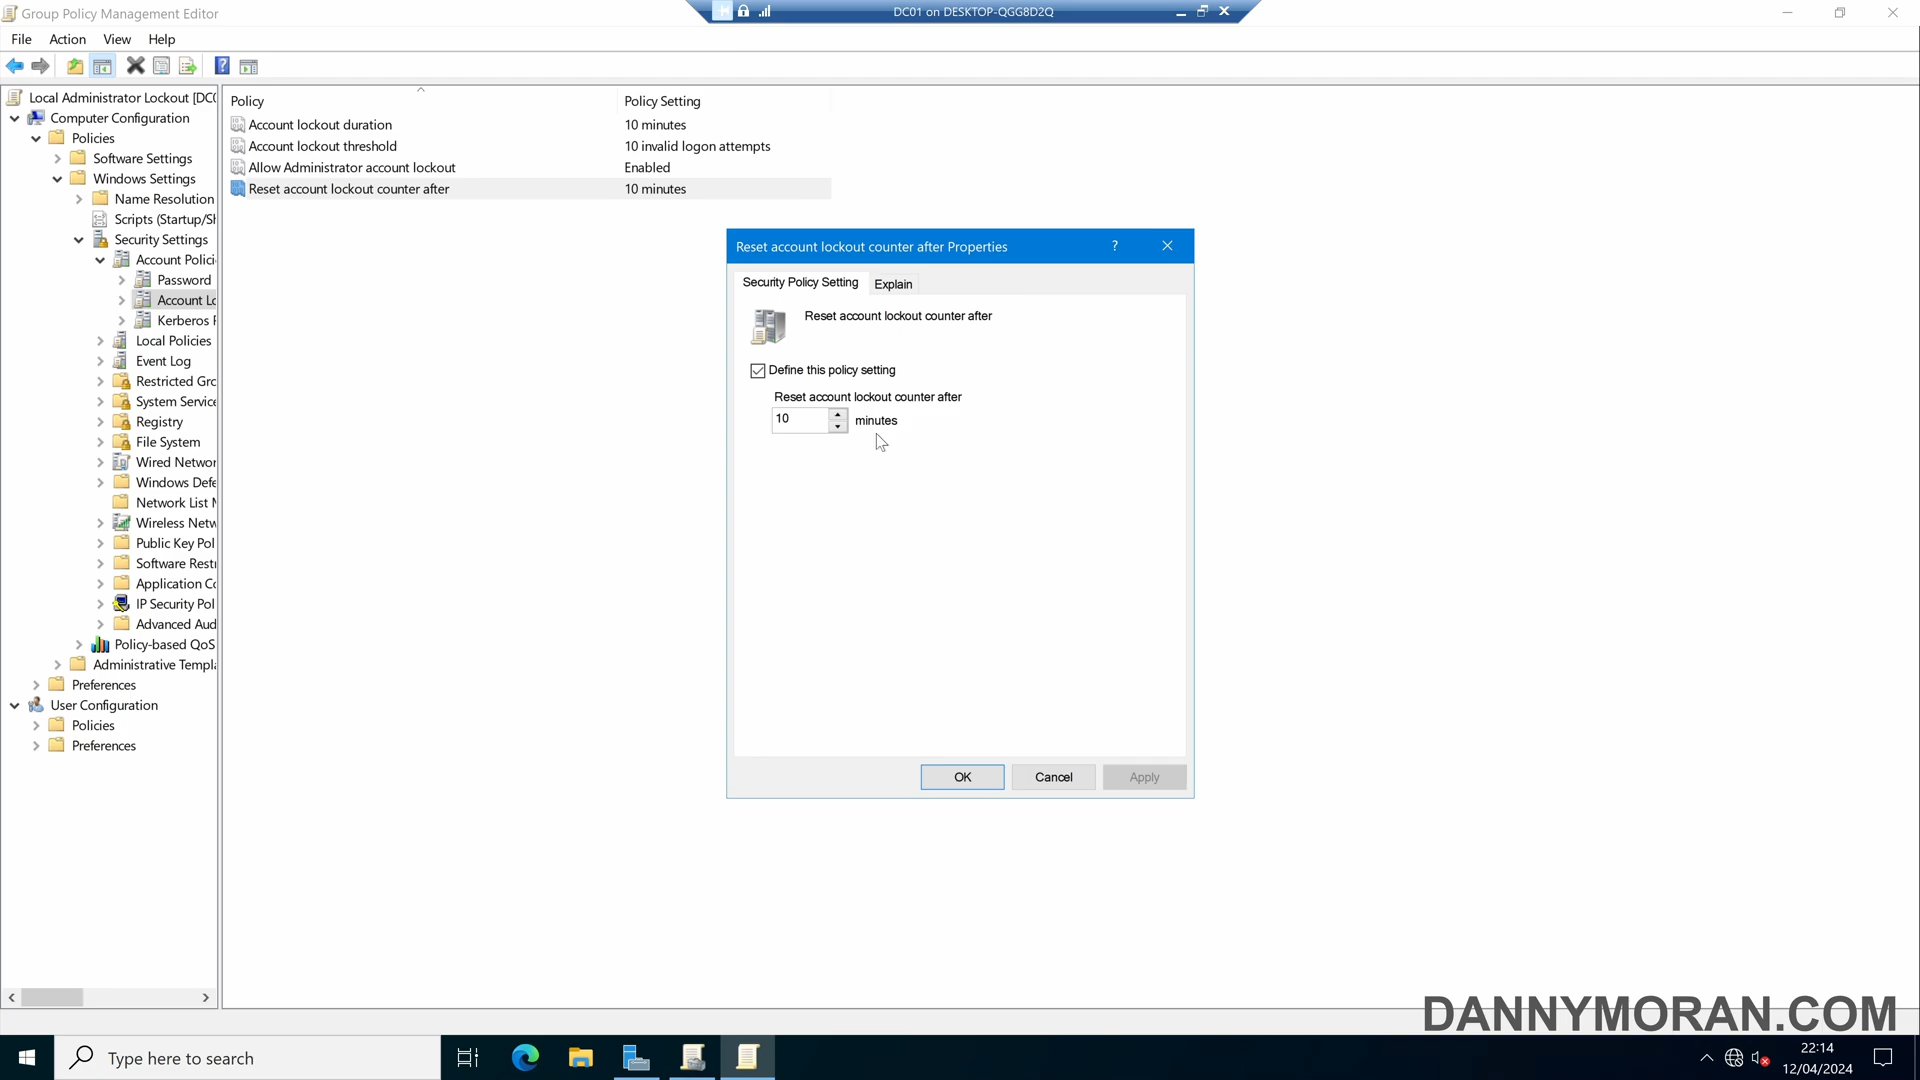 Group Policy Management Editor
DC01 on DESKTOP-QGG8D2Q
File Action View Help
Local Administrator Lockout [DC(
Computer Configuration
Policies
Software Settings
Windows Settings
Name Resolution
Scripts (Startup/Sh
Security Settings
Account Polici
Password
Account Lo
Kerberos P
Local Policies
Event Log
Restricted Gro
System Service
Registry
File System
Wired Networ
Windows Defe
Network List M
Wireless Netw
Public Key Pol
Software Restr
Application Co
IP Security Pol
Advanced Aud
Policy-based QoS
Administrative Templa
Preferences
User Configuration
Policies
Preferences
Policy Policy Setting
Account lockout duration 10 minutes
Account lockout threshold 10 invalid logon attempts
Allow Administrator account lockout Enabled
Reset account lockout counter after 10 minutes
Reset account lockout counter after Properties
?
Security Policy Setting Explain
Reset account lockout counter after
Define this policy setting
Reset account lockout counter after
10 minutes
OK Cancel Apply
DANNYMORAN.COM
Type here to search
22:14
12/04/2024